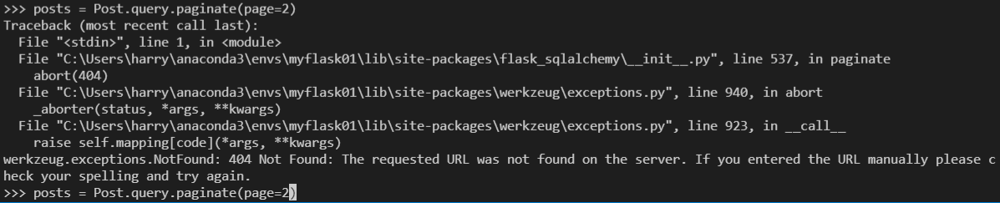 >>> posts = Post.query.paginate(page=2)
Traceback (most recent call last):
  File "<stdin>", line 1, in <module>
  File "C:\Users\harry\anaconda3\envs\myflask01\lib\site-packages\flask_sqlalchemy\__init__.py", line 537, in paginate
    abort(404)
  File "C:\Users\harry\anaconda3\envs\myflask01\lib\site-packages\werkzeug\exceptions.py", line 940, in abort
    _aborter(status, *args, **kwargs)
  File "C:\Users\harry\anaconda3\envs\myflask01\lib\site-packages\werkzeug\exceptions.py", line 923, in __call__
    raise self.mapping[code](*args, **kwargs)
werkzeug.exceptions.NotFound: 404 Not Found: The requested URL was not found on the server. If you entered the URL manually please c
heck your spelling and try again.
>>> posts = Post.query.paginate(page=2)